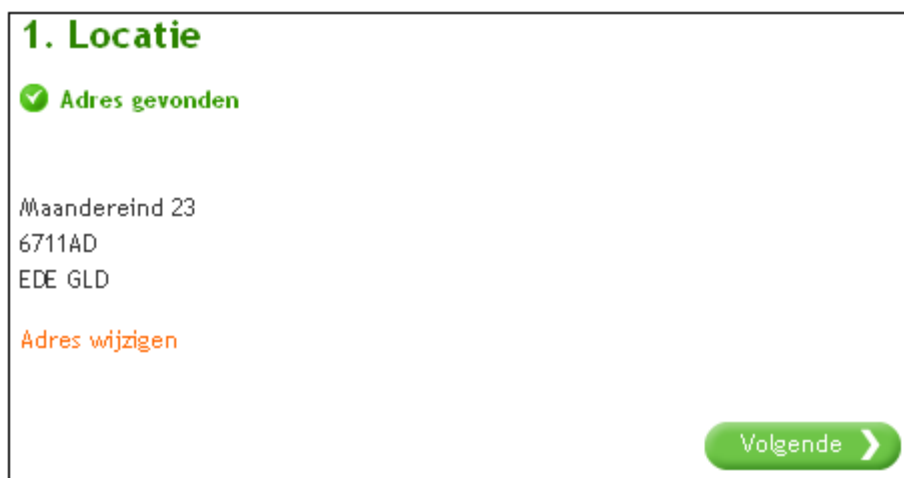 1. Locatie
Adres gevonden
Maandereind 23
6711AD
EDE GLD
Adres wijzigen
Volgende